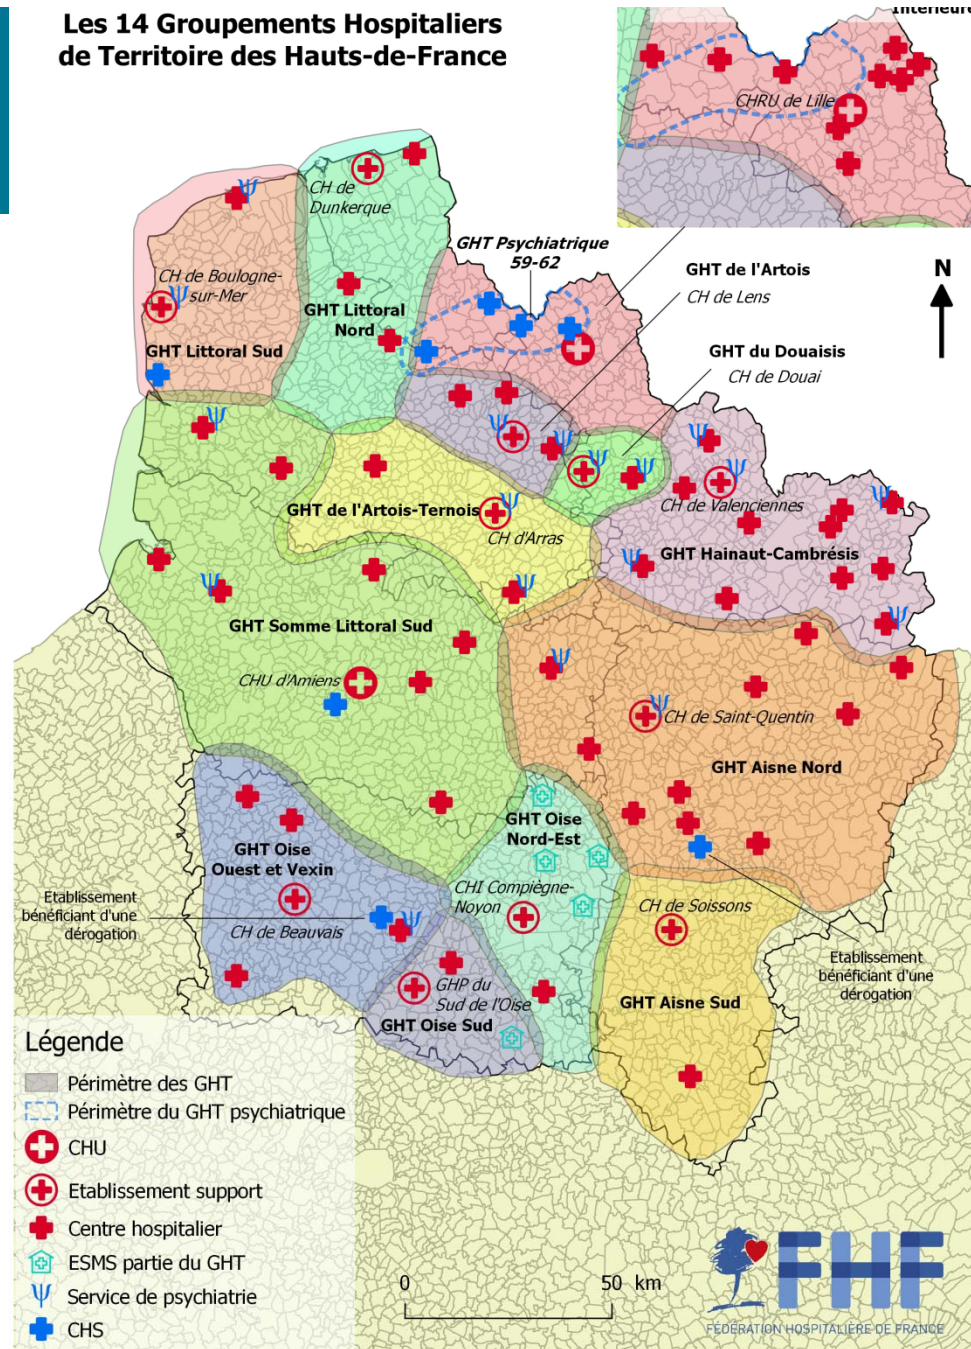 Les 14 Groupements Hospitaliers
de Territoire des Hauts-de-France
Intérieure
CHRU de Lille
CH de
Dunkerque
GHT Psychiatrique
59-62
GHT de l'Artois
CH de Lens
N
CH de Boulogne-
sur-Mer
GHT Littoral
Nord
GHT Littoral Sud
GHT du Douaisis
CH de Douai
GHT de l'Artois-Ternois
CH d'Arras
CH de Valenciennes
GHT Hainaut-Cambrésis
GHT Somme Littoral Sud
CHU d'Amiens
CH de Saint-Quentin
GHT Aisne Nord
GHT Oise
Nord-Est
GHT Oise
Ouest et Vexin
CHI Compiègne-
Noyon
Etablissement
bénéficiant d'une
dérogation
CH de Beauvais
CH de Soissons
Etablissement
bénéficiant d'une
dérogation
GHP du
Sud de l'Oise
GHT Oise Sud
GHT Aisne Sud
Légende
Périmètre des GHT
Périmètre du GHT psychiatrique
CHU
Etablissement support
Centre hospitalier
ESMS partie du GHT
Ψ Service de psychiatrie
CHS
0 50 km
FHF
FÉDÉRATION HOSPITALIÈRE DE FRANCE